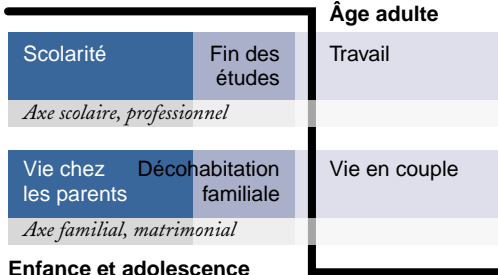 Âge adulte
Scolarité
Fin des
études
Travail
Axe scolaire, professionnel
Vie chez
les parents
Décohabitation
familiale
Vie en couple
Axe familial, matrimonial
Enfance et adolescence